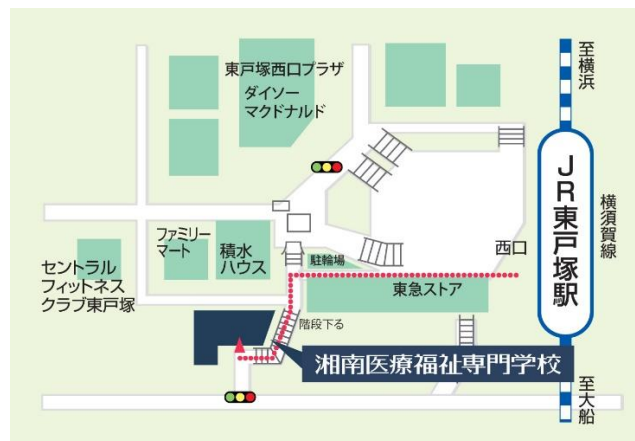 東戸塚西口プラザ
ダイソー
マクドナルド
至横浜
JR東戸塚駅
横須賀線
西口
ファミリー
マート
積水
ハウス
駐輪場
セントラル
フィットネス
クラブ東戸塚
東急ストア
階段下る
湘南医療福祉専門学校
至大船